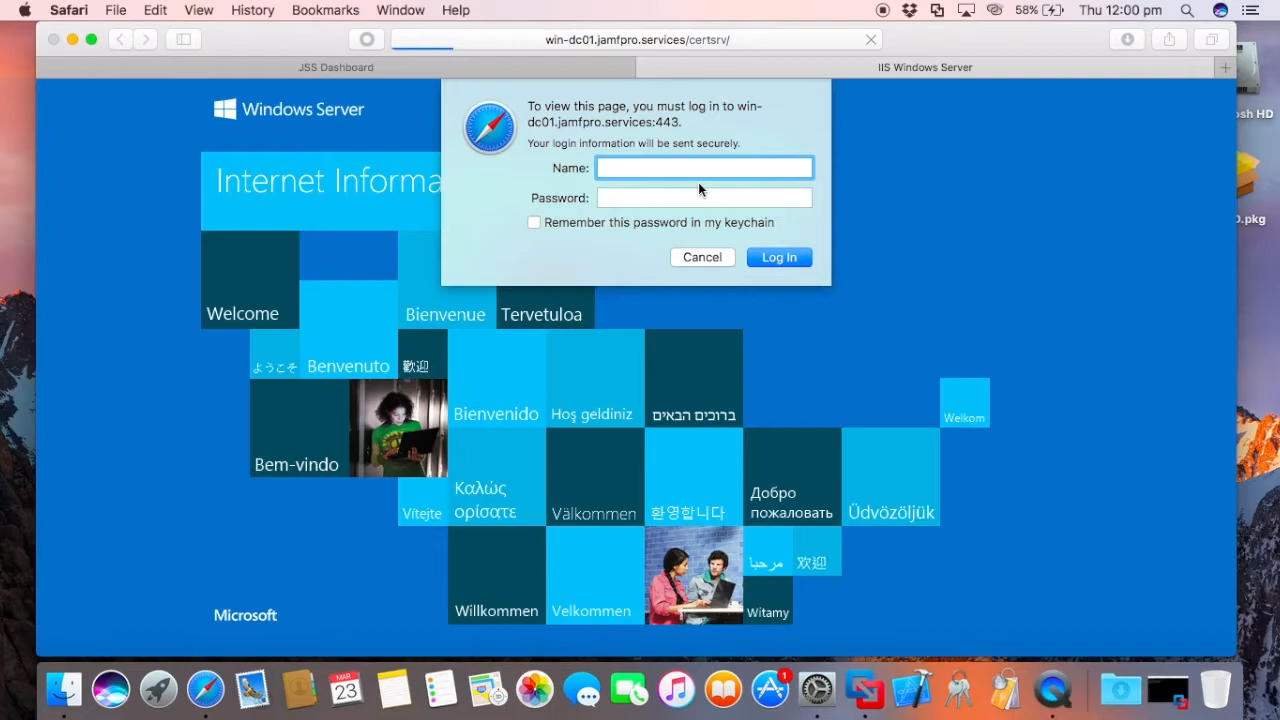 Safari File Edit View History Bookmarks Window Help 58% Thu 12:00 pm
win-dc01.jamfpro.services/certsrv/
JSS Dashboard IIS Windows Server
Windows Server
To view this page, you must log in to win-
dc01.jamfpro.services:443.
Your login information will be sent securely.
Name:
Password:
Remember this password in my keychain
Cancel Log In
Internet Informa
osh HD
0.pkg
Welcome
Bienvenue
Tervetuloa
ようこそ
Benvenuto
歡迎
Bienvenido
Hoş geldiniz
ברוכים הבאים
Welkom
Bem-vindo
Vítejte
Καλώς
ορίσατε
Välkommen
환영합니다
Добро
пожаловать
Üdvözöljük
Willkommen
Velkommen
مرحبا
欢迎
Witamy
Microsoft
MAR
23
1